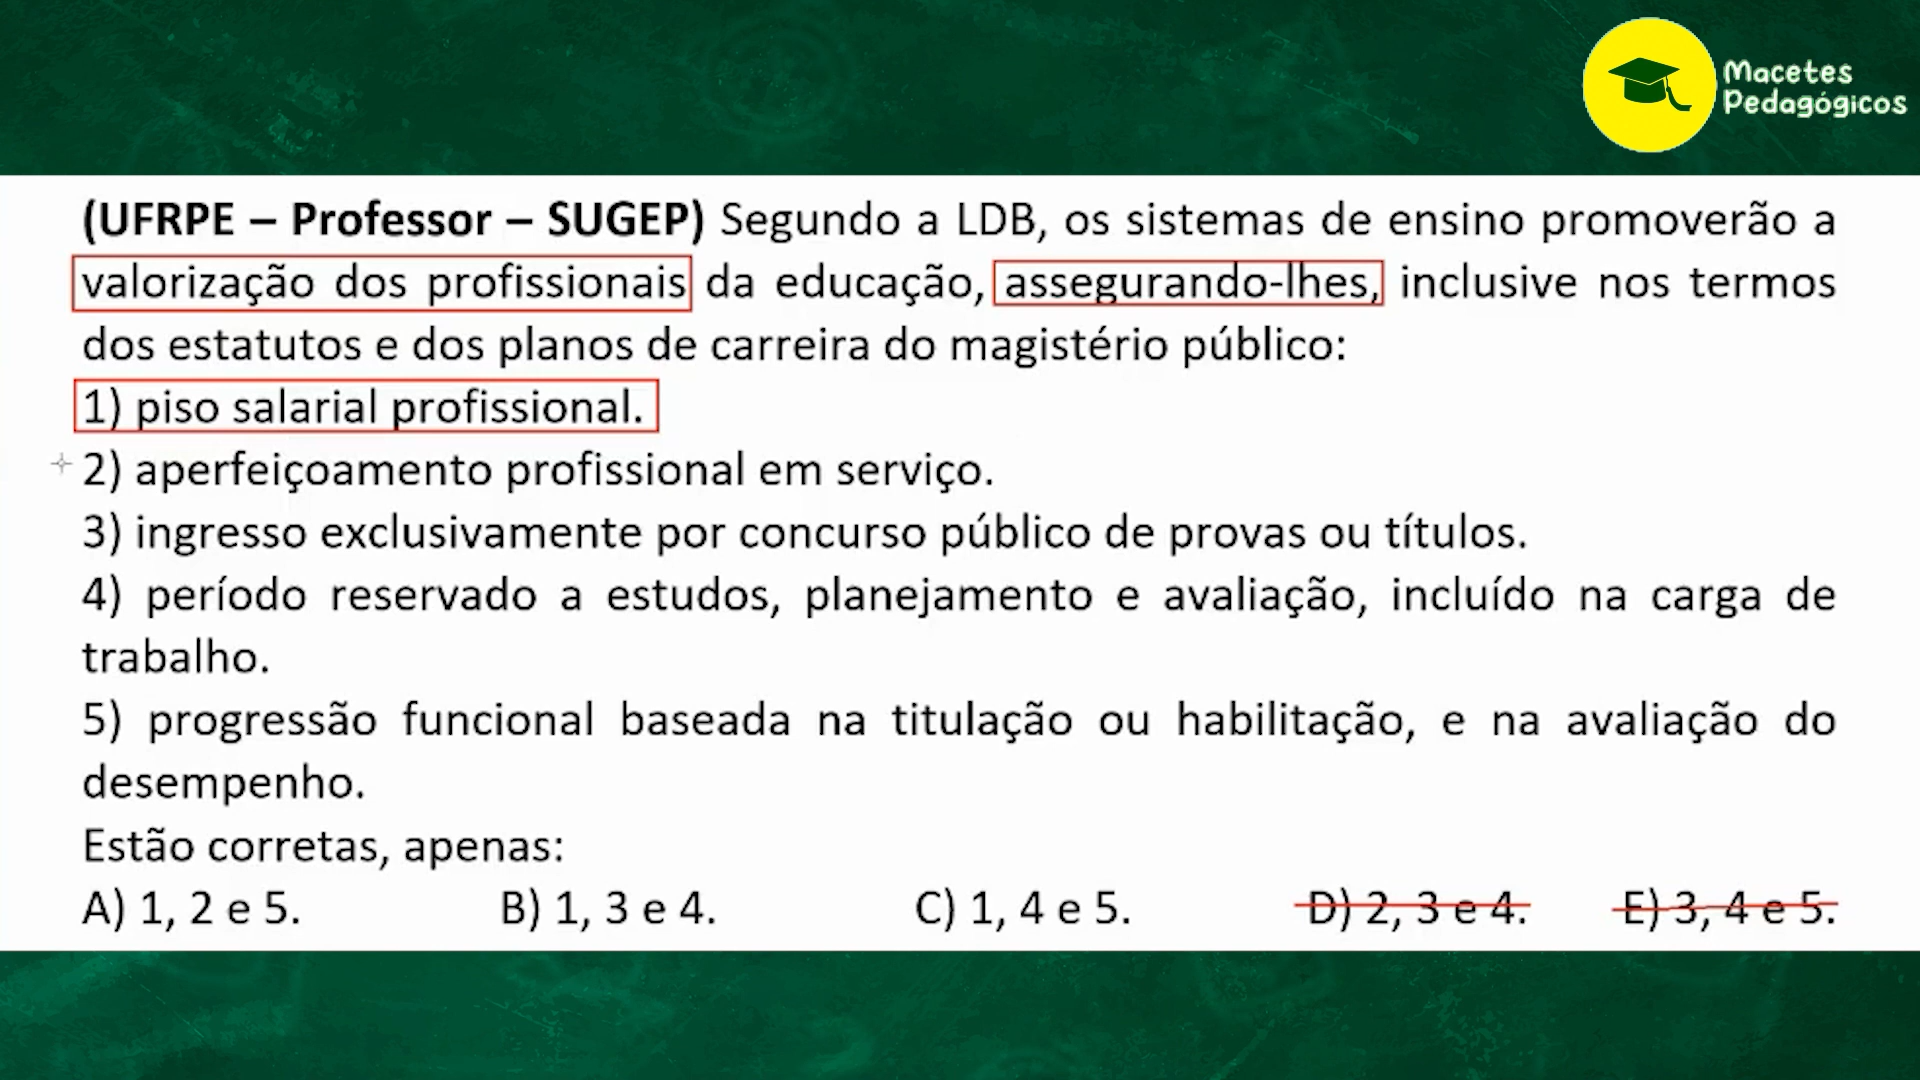 Macetes
Pedagógicos
(UFRPE – Professor – SUGEP) Segundo a LDB, os sistemas de ensino promoverão a
valorização dos profissionais da educação, assegurando-lhes, inclusive nos termos
dos estatutos e dos planos de carreira do magistério público:
1) piso salarial profissional.
2) aperfeiçoamento profissional em serviço.
3) ingresso exclusivamente por concurso público de provas ou títulos.
4) período reservado a estudos, planejamento e avaliação, incluído na carga de
trabalho.
5) progressão funcional baseada na titulação ou habilitação, e na avaliação do
desempenho.
Estão corretas, apenas:
A) 1, 2 e 5. B) 1, 3 e 4. C) 1, 4 e 5. D) 2, 3 e 4. E) 3, 4 e 5.